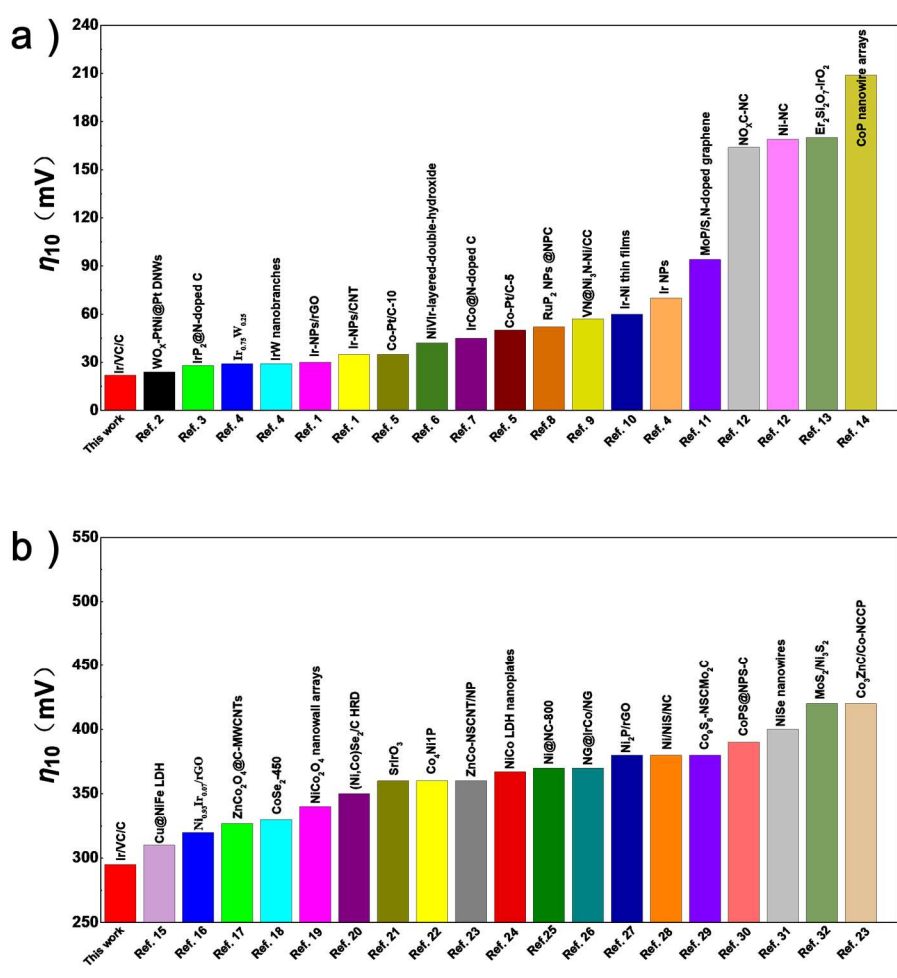 a )
240
210
180
150
120
90
60
30
0
η10 (mV)
Ir/VC/C
WOX-PtNi@Pt DNWs
IrP2@N-doped C
Ir0.75W0.25
IrW nanobranches
Ir-NPs/rGO
Ir-NPs/CNT
Co-Pt/C-10
NiVIr-layered-double-hydroxide
IrCo@N-doped C
Co-Pt/C-5
RuP2 NPs @NPC
VN@Ni3N-Ni/CC
Ir-Ni thin films
Ir NPs
MoP/S,N-doped graphene
NOXC-NC
Ni-NC
Er2Si2O7-IrO2
CoP nanowire arrays
This work
Ref. 2
Ref. 3
Ref. 4
Ref. 4
Ref. 1
Ref. 1
Ref. 5
Ref. 6
Ref. 7
Ref. 5
Ref.8
Ref. 9
Ref. 10
Ref. 4
Ref. 11
Ref. 12
Ref. 12
Ref. 13
Ref. 14
b )
550
500
450
400
350
300
250
η10 (mV)
Ir/VC/C
Cu@NiFe LDH
Ni0.93Ir0.07/rGO
ZnCo2O4@C-MWCNTs
CoSe2-450
NiCo2O4 nanowall arrays
(Ni,Co)Se2/C HRD
SrIrO3
Co4Ni1P
ZnCo-NSCNT/NP
NiCo LDH nanoplates
Ni@NC-800
NG@IrCo/NG
Ni2P/rGO
Ni/NiS/NC
Co9S8-NSCMo2C
CoPS@NPS-C
NiSe nanowires
MoS2/Ni3S2
Co3ZnC/Co-NCCP
This work
Ref. 15
Ref. 16
Ref. 17
Ref. 18
Ref. 19
Ref. 20
Ref. 21
Ref. 22
Ref. 23
Ref. 24
Ref.25
Ref. 26
Ref. 27
Ref. 28
Ref. 29
Ref. 30
Ref. 31
Ref. 32
Ref. 23